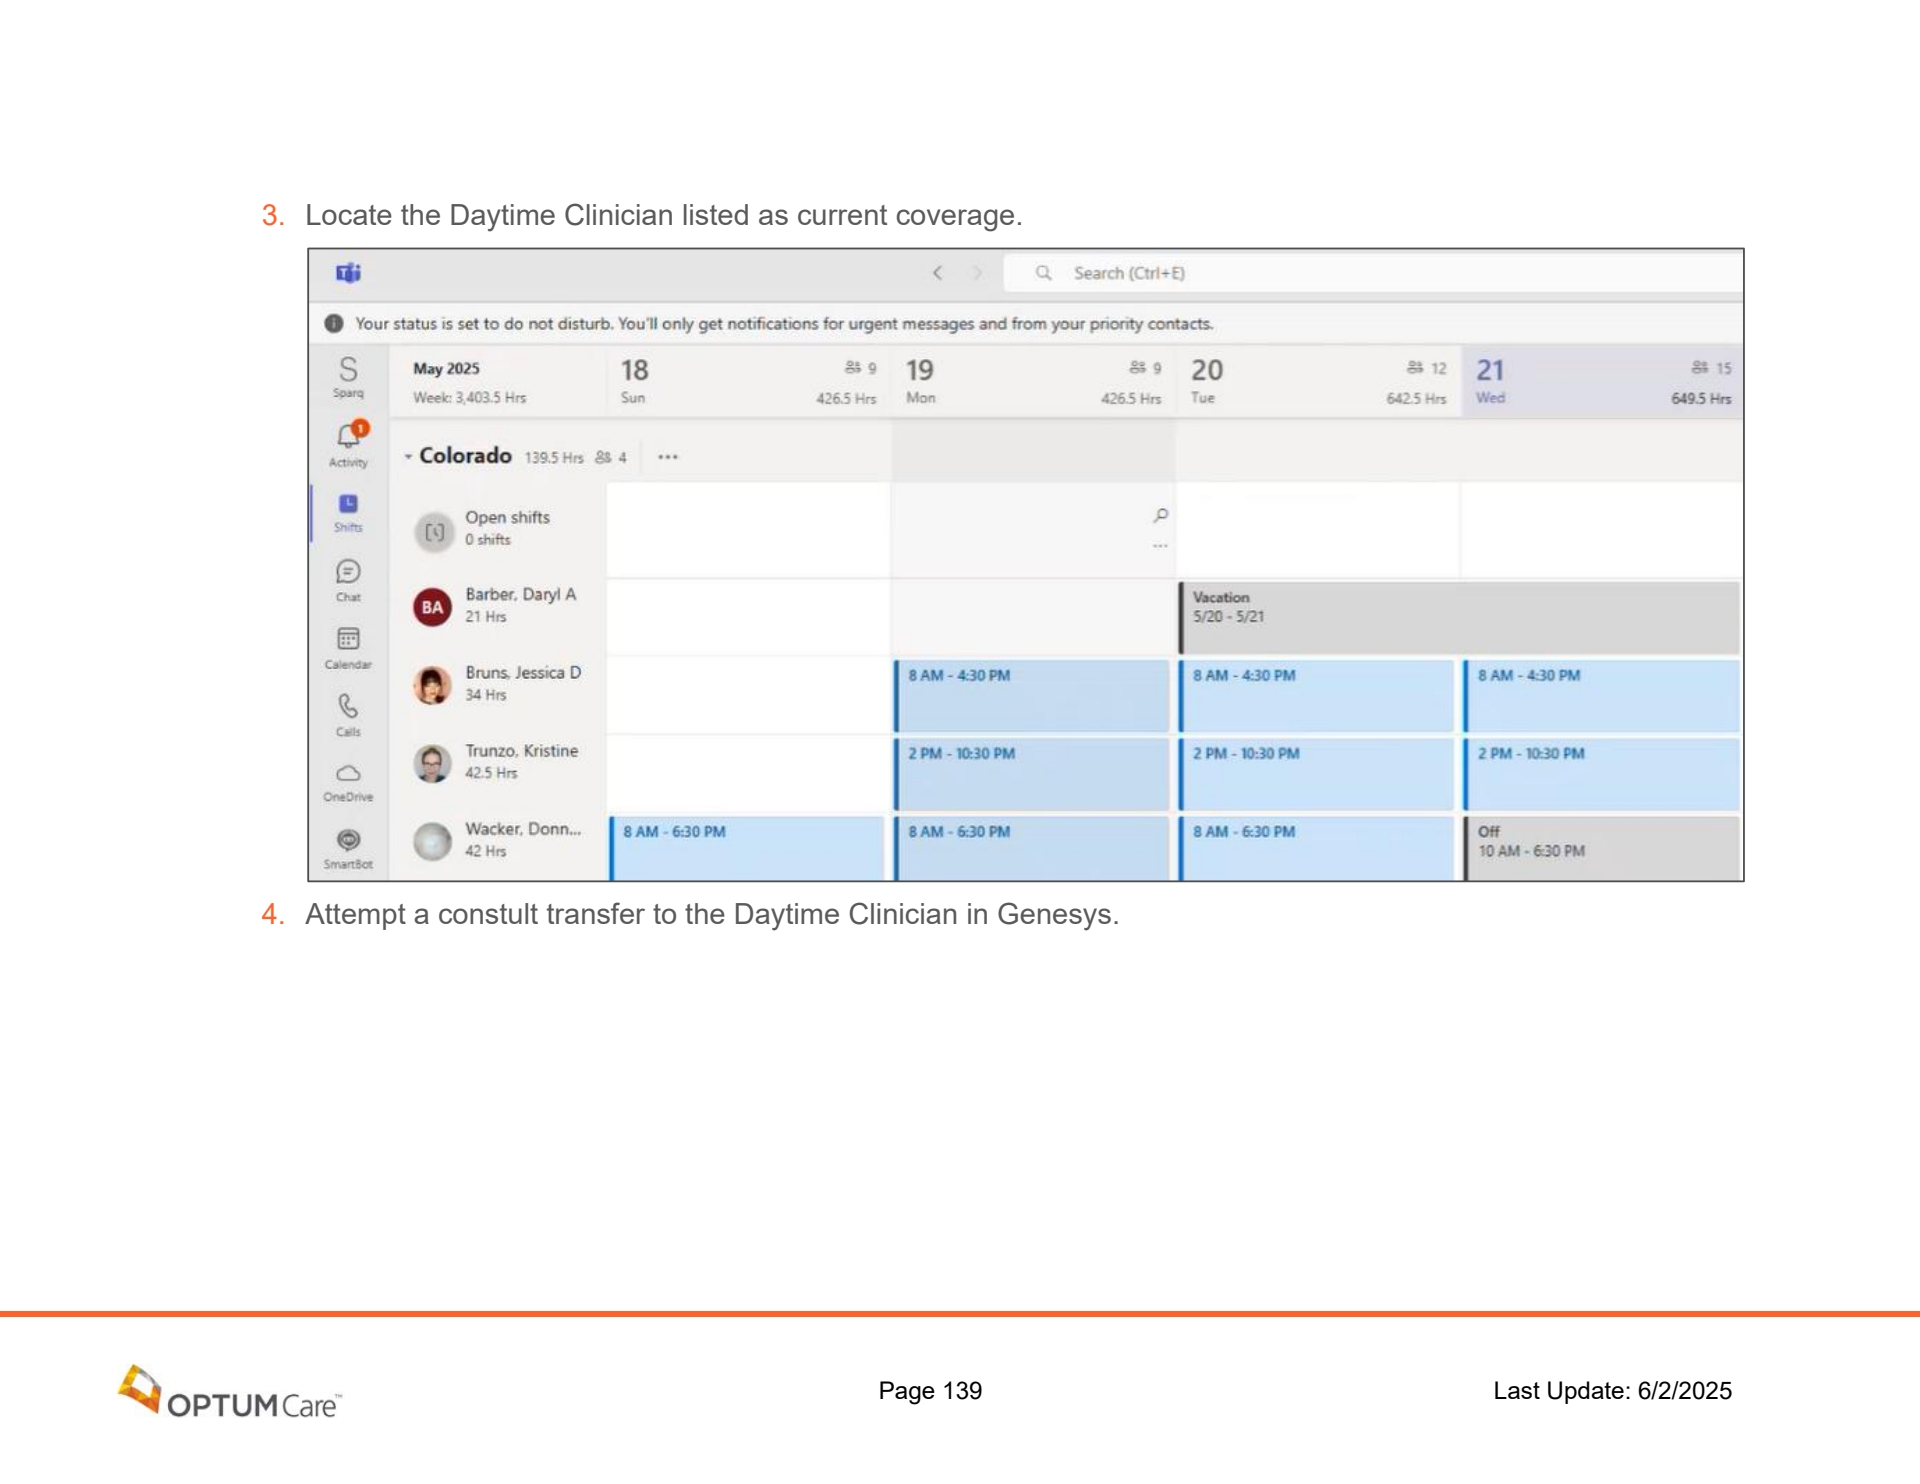 3. Locate the Daytime Clinician listed as current coverage.
Search (Ctrl+E)
Your status is set to do not disturb. You'll only get notifications for urgent messages and from your priority contacts.
S
Sparq
May 2025
Week: 3,403.5 Hrs
18 9
Sun 426.5 Hrs
19 9
Mon 426.5 Hrs
20 12
Tue 642.5 Hrs
21 15
Wed 649.5 Hrs
1
Activity
Colorado 139.5 Hrs 4 ...
Shifts
Open shifts
0 shifts
...
Chat
BA
Barber, Daryl A
21 Hrs
Vacation
5/20 - 5/21
Calendar
Bruns, Jessica D
34 Hrs
8 AM - 4:30 PM 8 AM - 4:30 PM 8 AM - 4:30 PM
Calls
Trunzo, Kristine
42.5 Hrs
2 PM - 10:30 PM 2 PM - 10:30 PM 2 PM - 10:30 PM
OneDrive
Wacker, Donn...
42 Hrs
8 AM - 6:30 PM 8 AM - 6:30 PM 8 AM - 6:30 PM Off
10 AM - 6:30 PM
SmartBot
4. Attempt a constult transfer to the Daytime Clinician in Genesys.
OPTUMCare™ Page 139 Last Update: 6/2/2025